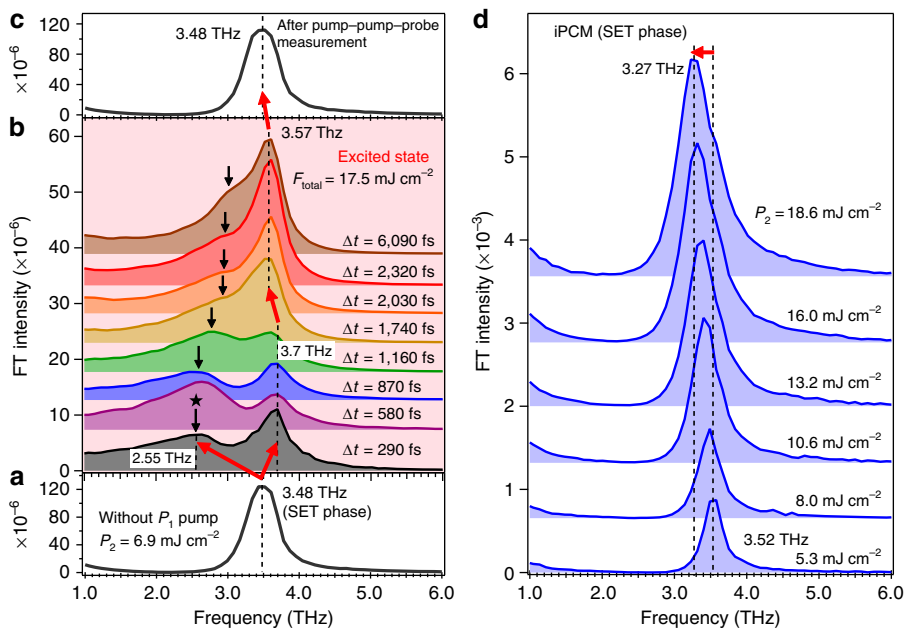 c
120
80
40
0
×10⁻⁶
3.48 THz
After pump–pump–probe
measurement
b
60
50
40
30
20
10
0
FT intensity (×10⁻⁶)
3.57 THz
Excited state
F total = 17.5 mJ cm⁻²
Δt = 6,090 fs
Δt = 2,320 fs
Δt = 2,030 fs
Δt = 1,740 fs
3.7 THz
Δt = 1,160 fs
Δt = 870 fs
★
Δt = 580 fs
2.55 THz
Δt = 290 fs
a
120
80
40
0
×10⁻⁶
3.48 THz
(SET phase)
Without P₁ pump
P₂ = 6.9 mJ cm⁻²
1.0 2.0 3.0 4.0 5.0 6.0
Frequency (THz)
d
6
5
4
3
2
1
0
FT intensity (×10⁻³)
iPCM (SET phase)
3.27 THz
P₂ = 18.6 mJ cm⁻²
16.0 mJ cm⁻²
13.2 mJ cm⁻²
10.6 mJ cm⁻²
8.0 mJ cm⁻²
3.52 THz
5.3 mJ cm⁻²
1.0 2.0 3.0 4.0 5.0 6.0
Frequency (THz)